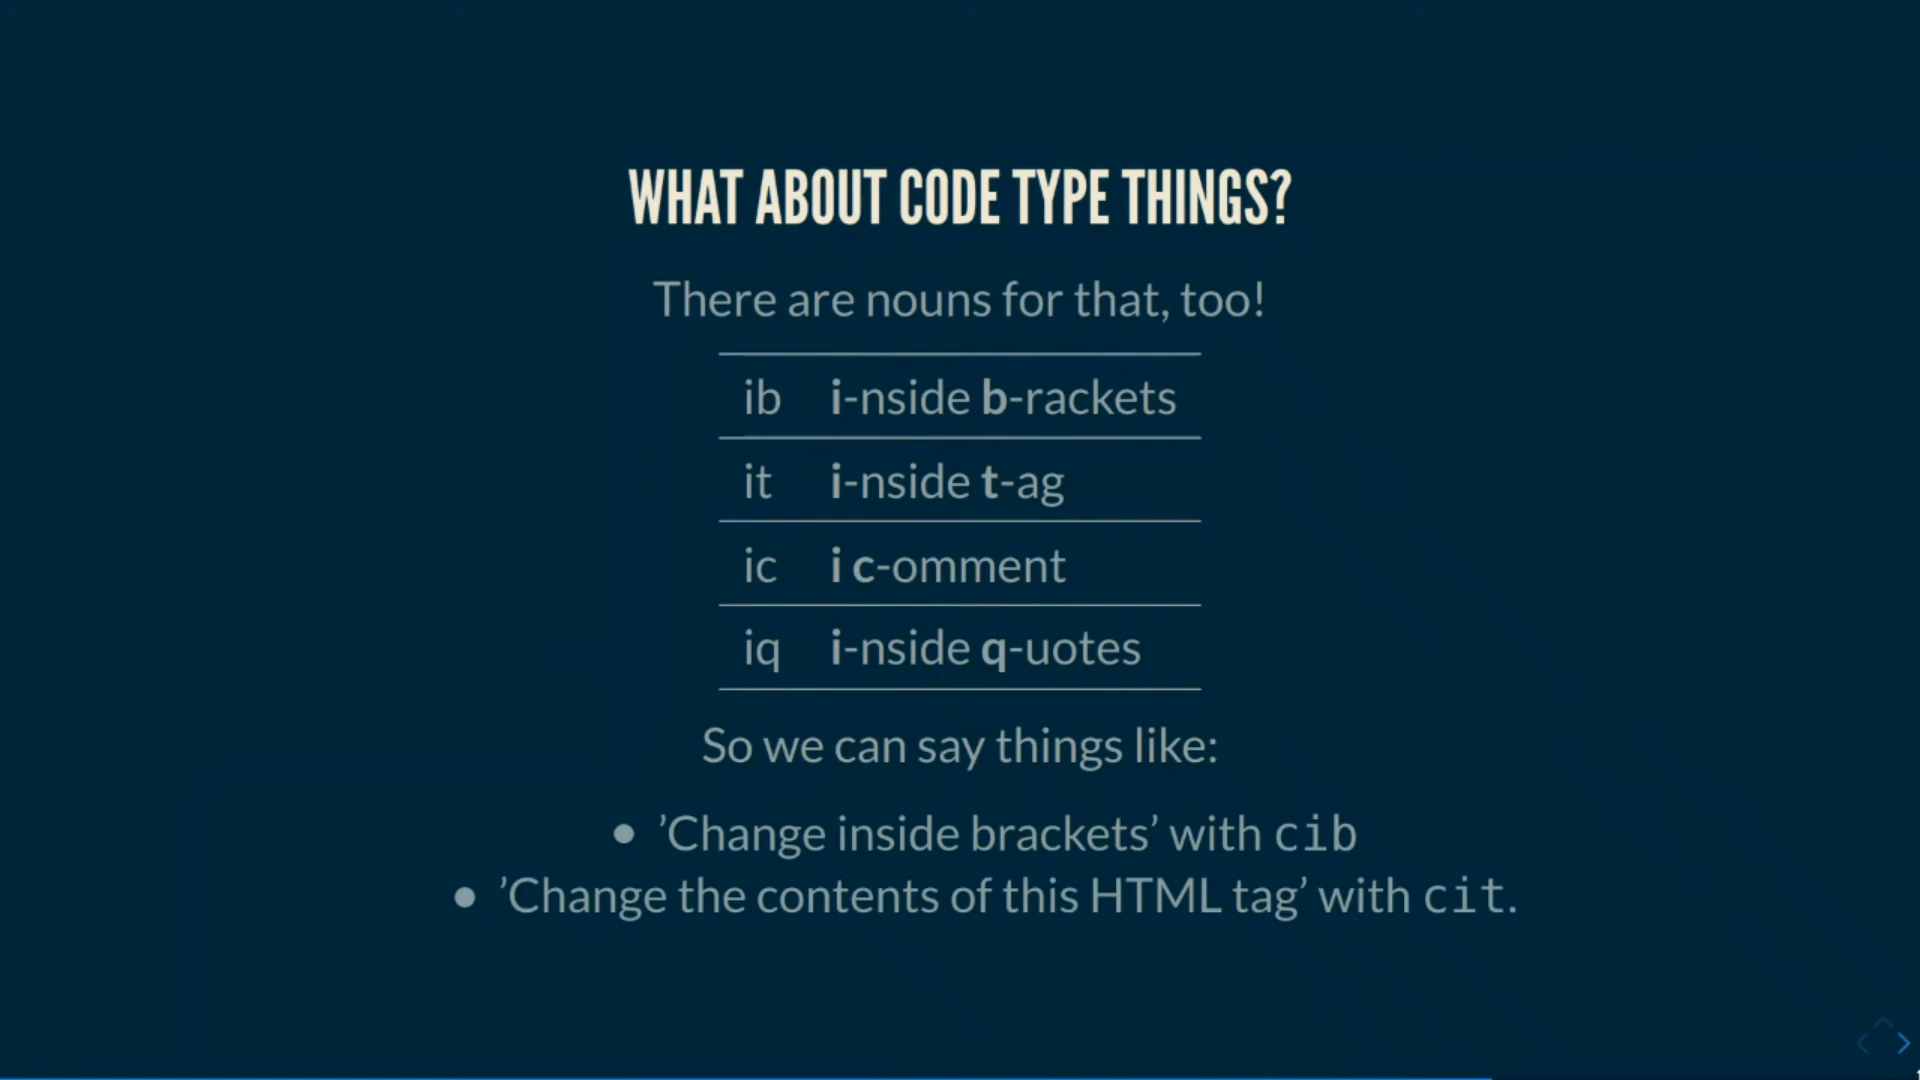 WHAT ABOUT CODE TYPE THINGS?
There are nouns for that, too!
ib i-nside b-rackets
it i-nside t-ag
ic i c-omment
iq i-nside q-uotes
So we can say things like:
• ’Change inside brackets’ with cib
• ’Change the contents of this HTML tag’ with cit.